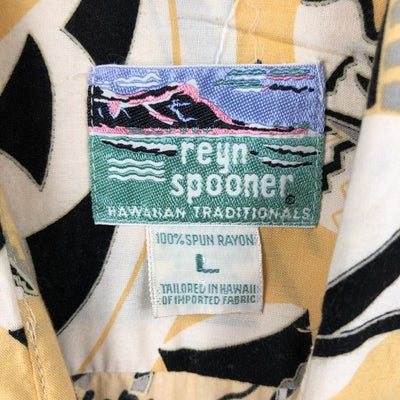 reyn
spooner®
HAWAIIAN TRADITIONALS
100% SPUN RAYON
L
TAILORED IN HAWAII
OF IMPORTED FABRIC